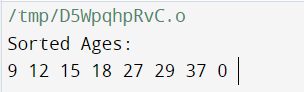 /tmp/D5WpqhpRvC.o
Sorted Ages:
9 12 15 18 27 29 37 0